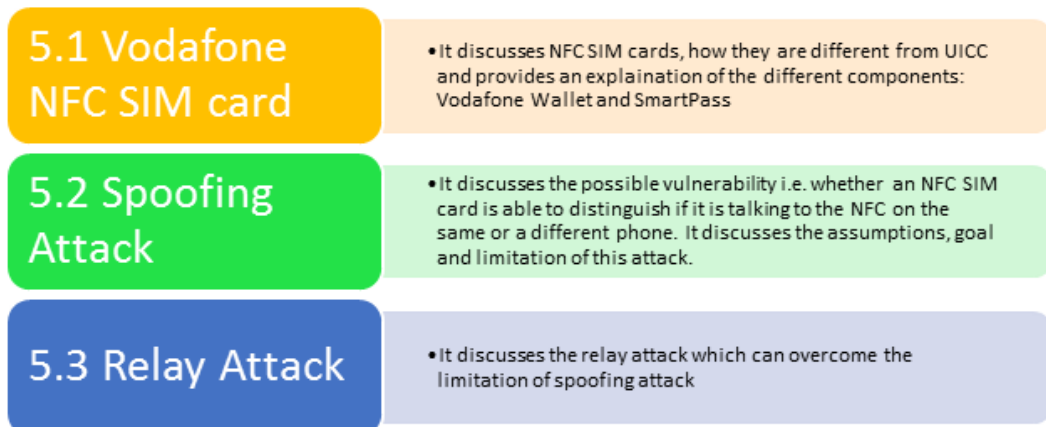 5.1 Vodafone
NFC SIM card
•It discusses NFC SIM cards, how they are different from UICC
and provides an explaination of the different components:
Vodafone Wallet and SmartPass
5.2 Spoofing
Attack
•It discusses the possible vulnerability i.e. whether an NFC SIM
card is able to distinguish if it is talking to the NFC on the
same or a different phone. It discusses the assumptions, goal
and limitation of this attack.
5.3 Relay Attack
•It discusses the relay attack which can overcome the
limitation of spoofing attack